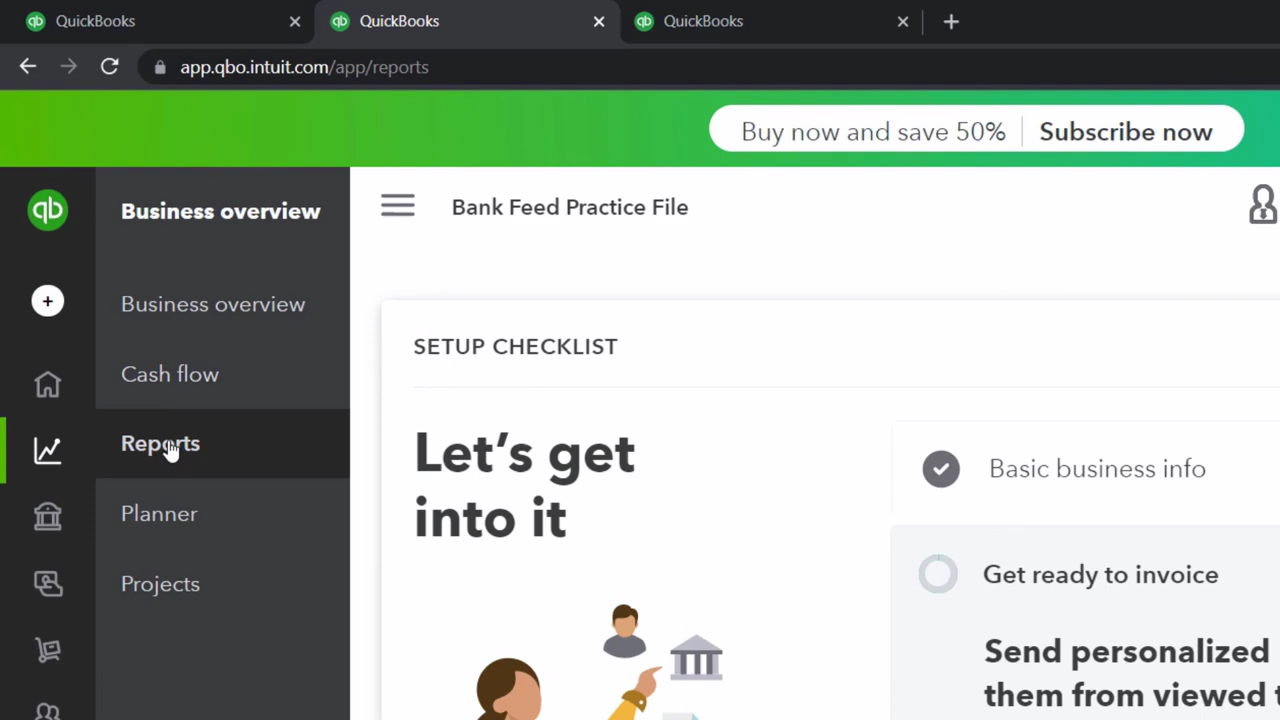 QuickBooks
QuickBooks
QuickBooks
app.qbo.intuit.com/app/reports
Buy now and save 50% Subscribe now
qb
Business overview
Bank Feed Practice File
Business overview
Cash flow
Reports
Planner
Projects
SETUP CHECKLIST
Let's get
into it
Basic business info
Get ready to invoice
Send personalized
them from viewed t